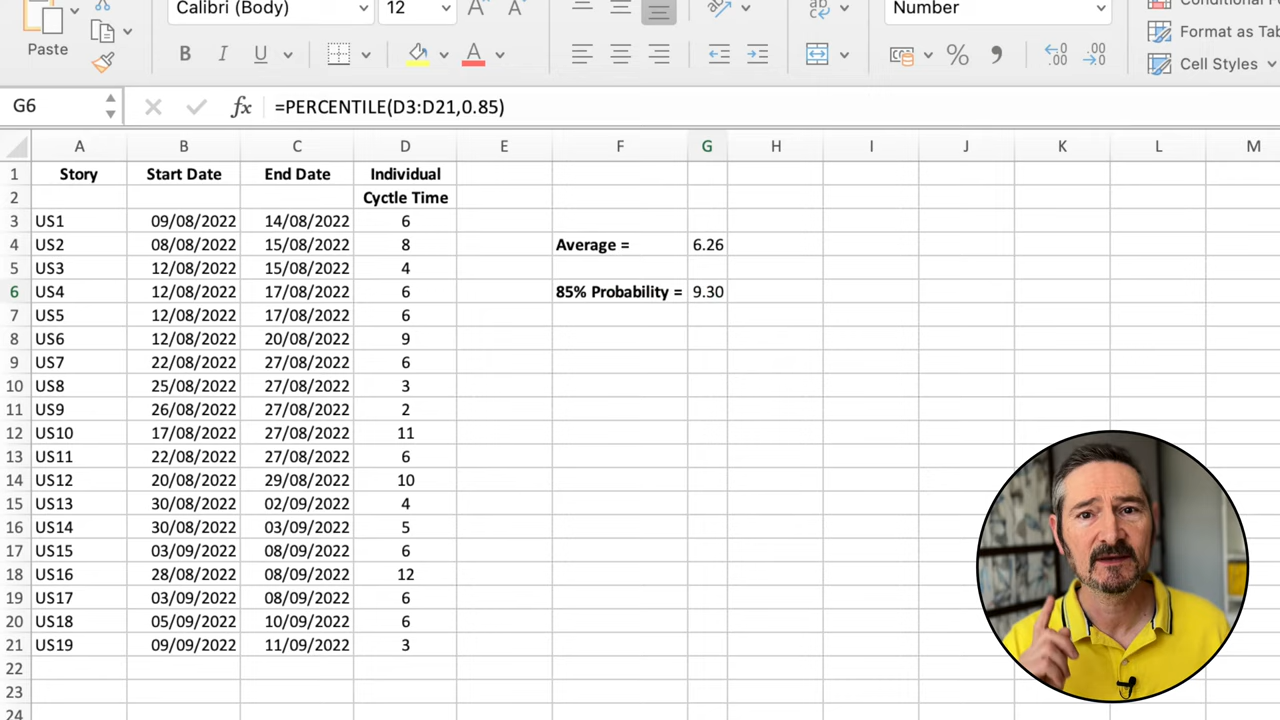 Calibri (Body) 12 A A ab ab Number
Paste B I U A % Format as Tab
Cell Styles
G6 fx =PERCENTILE(D3:D21,0.85)
A B C D E F G H I J K L M
1 Story Start Date End Date Individual
2 Cyctle Time
3 US1 09/08/2022 14/08/2022 6
4 US2 08/08/2022 15/08/2022 8 Average = 6.26
5 US3 12/08/2022 15/08/2022 4
6 US4 12/08/2022 17/08/2022 6 85% Probability = 9.30
7 US5 12/08/2022 17/08/2022 6
8 US6 12/08/2022 20/08/2022 9
9 US7 22/08/2022 27/08/2022 6
10 US8 25/08/2022 27/08/2022 3
11 US9 26/08/2022 27/08/2022 2
12 US10 17/08/2022 27/08/2022 11
13 US11 22/08/2022 27/08/2022 6
14 US12 20/08/2022 29/08/2022 10
15 US13 30/08/2022 02/09/2022 4
16 US14 30/08/2022 03/09/2022 5
17 US15 03/09/2022 08/09/2022 6
18 US16 28/08/2022 08/09/2022 12
19 US17 03/09/2022 08/09/2022 6
20 US18 05/09/2022 10/09/2022 6
21 US19 09/09/2022 11/09/2022 3
22
23
24